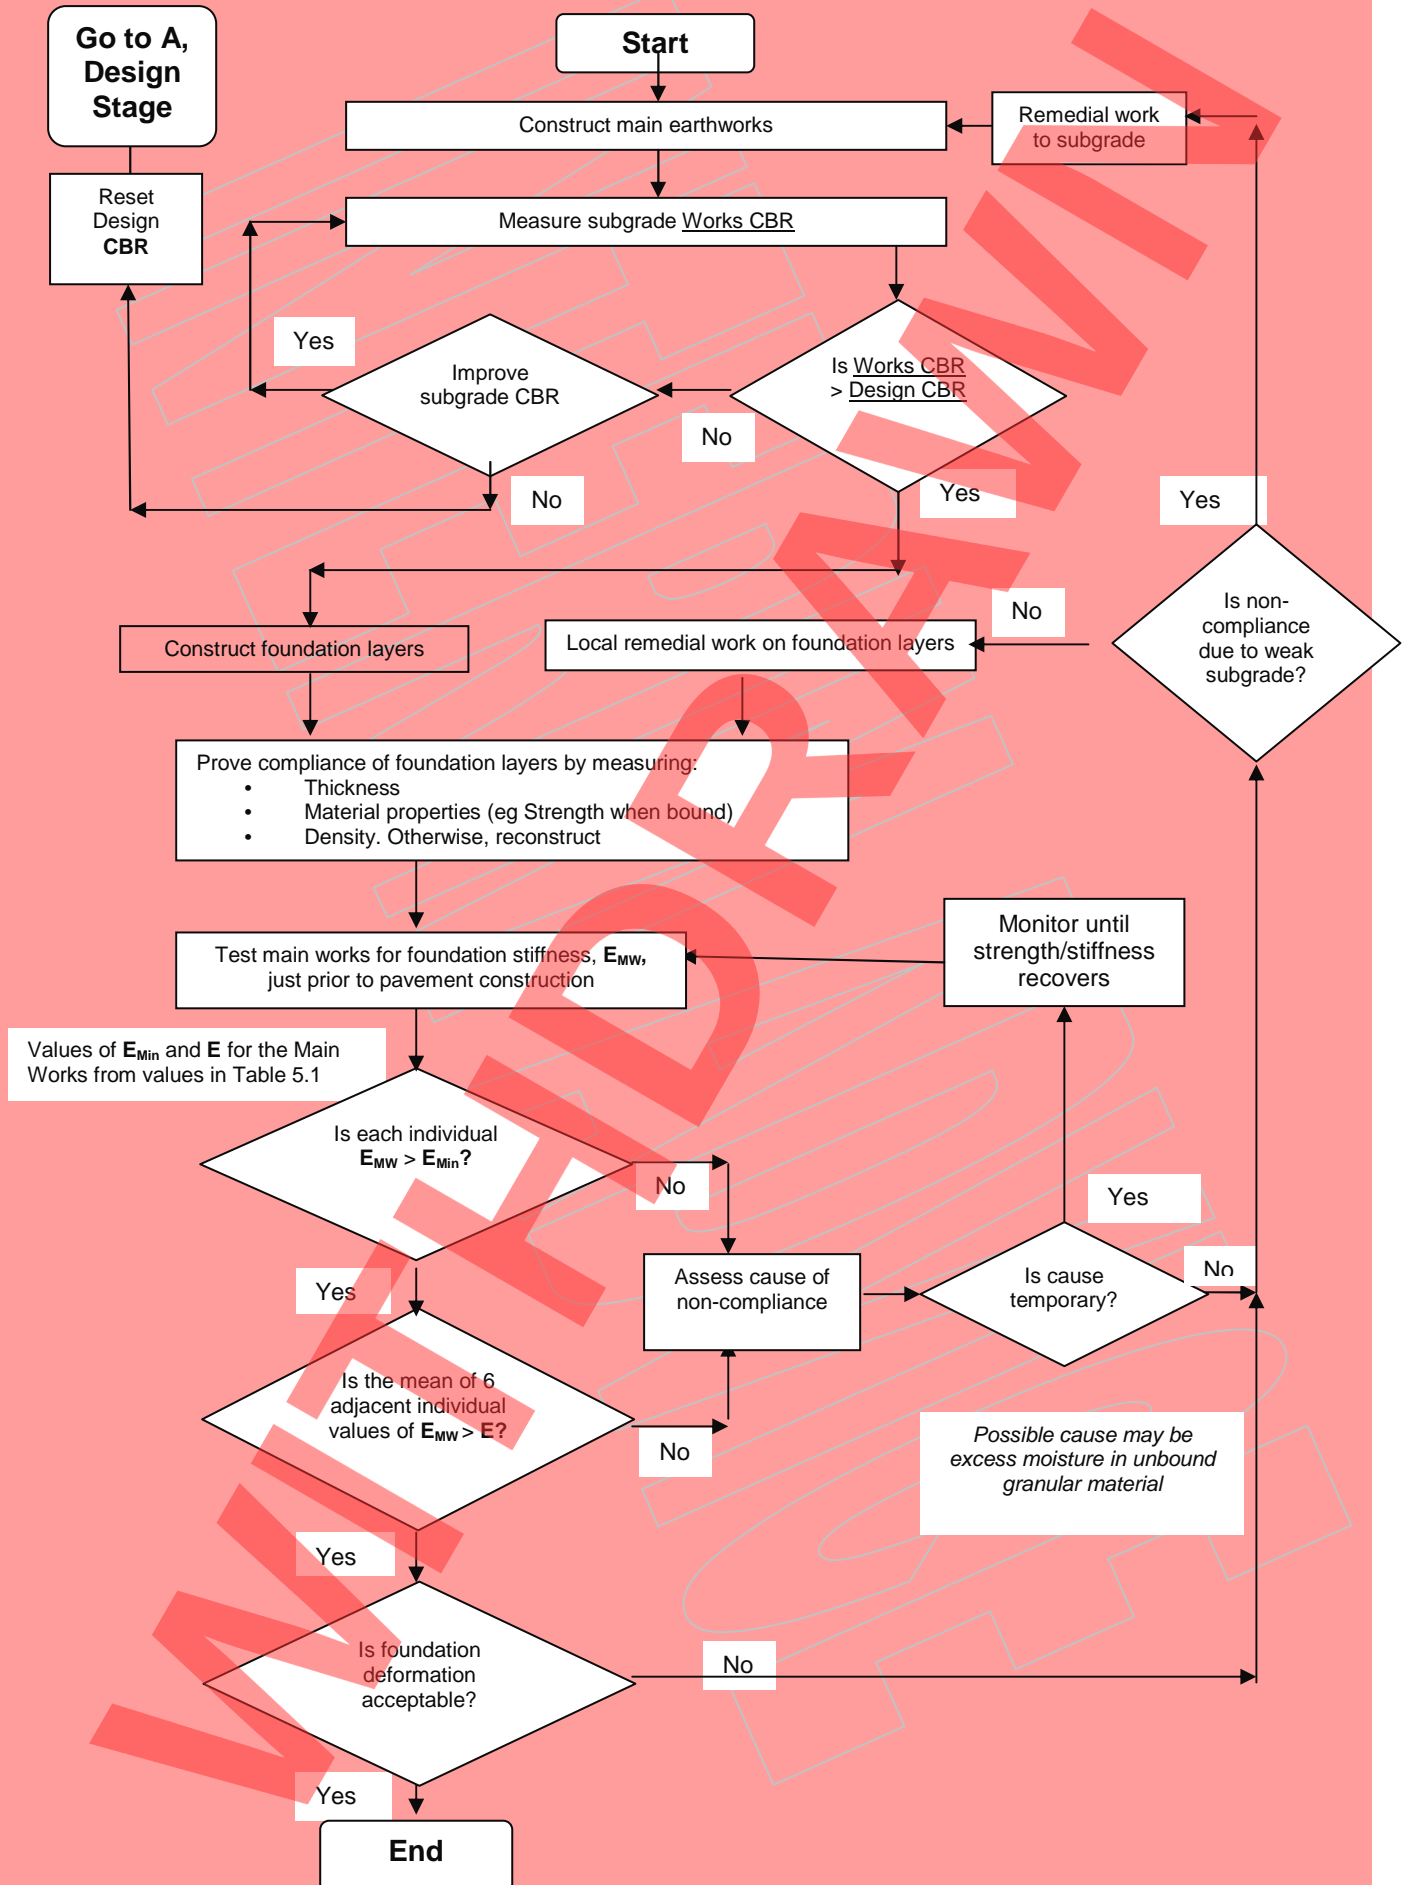 Go to A,
Design
Stage
Start
Construct main earthworks
Remedial work
to subgrade
Reset
Design
CBR
Measure subgrade Works CBR
Yes
Improve
subgrade CBR
Is Works CBR
> Design CBR
No
No
Yes
Yes
Is non-
compliance
due to weak
subgrade?
No
Construct foundation layers
Local remedial work on foundation layers
Prove compliance of foundation layers by measuring:
• Thickness
• Material properties (eg Strength when bound)
• Density. Otherwise, reconstruct
Test main works for foundation stiffness, EMW,
just prior to pavement construction
Monitor until
strength/stiffness
recovers
Values of EMin and E for the Main
Works from values in Table 5.1
Is each individual
EMW > EMin?
No
Yes
Yes
Assess cause of
non-compliance
Is cause
temporary?
No
Is the mean of 6
adjacent individual
values of EMW > E?
No
Possible cause may be
excess moisture in unbound
granular material
Yes
Is foundation
deformation
acceptable?
No
Yes
End
WITHDRAWN